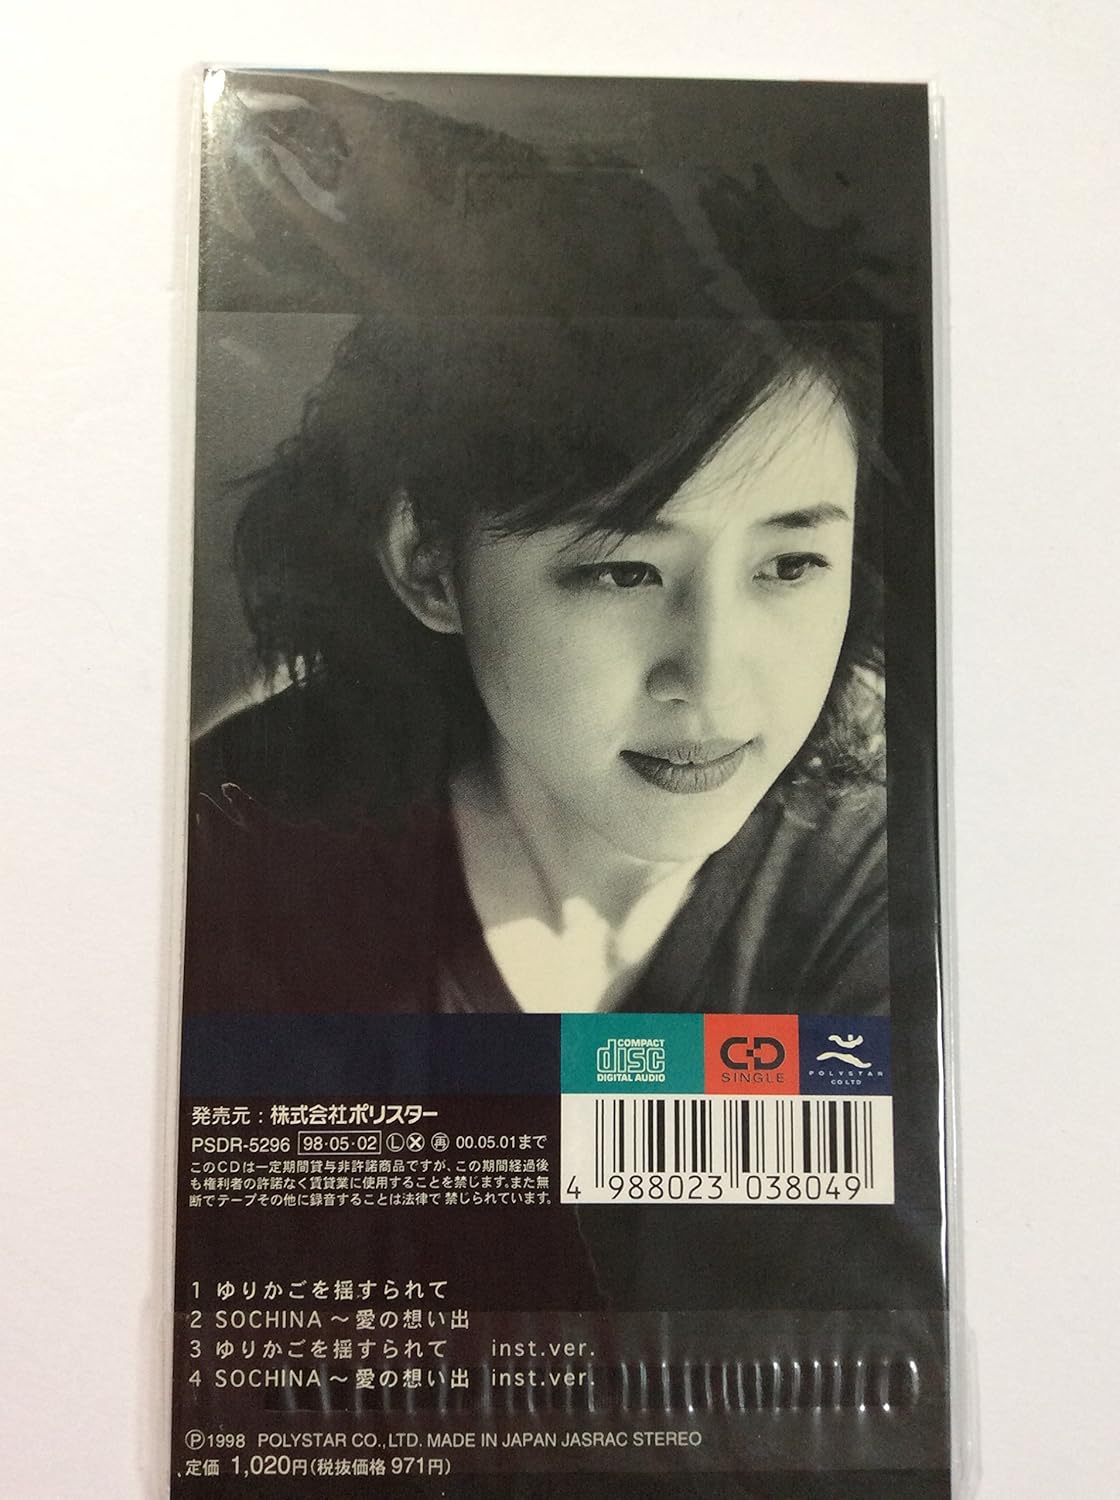 COMPACT
disc
DIGITAL AUDIO
CD
SINGLE
POLYSTAR
CO LTD
発売元：株式会社ポリスター
PSDR-5296 98·05·02 Ⓛ Ⓧ ㊢ 00.05.01まで
このCDは一定期間貸与非許諾商品ですが、この期間経過後
も権利者の許諾なく賃貸業に使用することを禁じます。また無
断でテープその他に録音することは法律で禁じられています。
4 988023 038049
1 ゆりかごを揺すられて
2 SOCHINA～愛の想い出
3 ゆりかごを揺すられて inst.ver.
4 SOCHINA～愛の想い出 inst.ver.
Ⓟ1998 POLYSTAR CO.,LTD. MADE IN JAPAN JASRAC STEREO
定価 1,020円(税抜価格 971円)